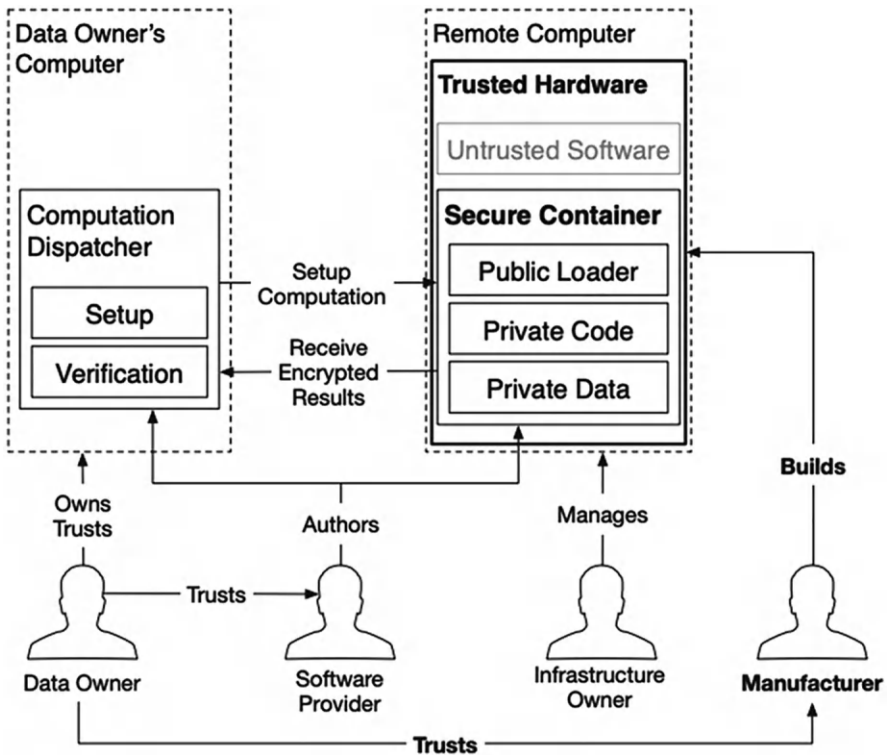 Data Owner's
Computer
Remote Computer
Trusted Hardware
Untrusted Software
Computation
Dispatcher
Secure Container
Setup
Computation
Public Loader
Setup
Private Code
Receive
Encrypted
Results
Verification
Private Data
Builds
Owns
Trusts
Authors
Manages
Trusts
Data Owner
Software
Provider
Infrastructure
Owner
Manufacturer
Trusts